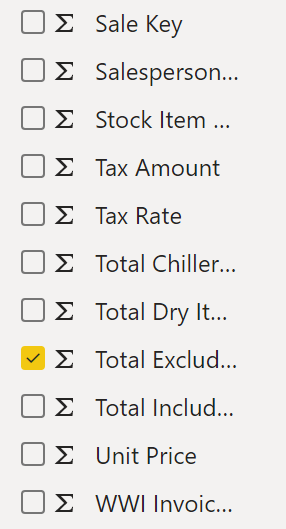 Σ Sale Key
Σ Salesperson...
Σ Stock Item ...
Σ Tax Amount
Σ Tax Rate
Σ Total Chiller...
Σ Total Dry It...
Σ Total Exclud...
Σ Total Includ...
Σ Unit Price
Σ WWI Invoic...